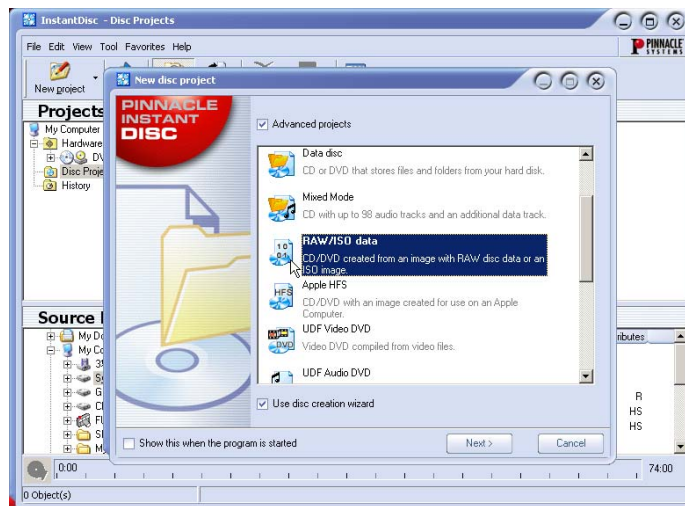 InstantDisc - Disc Projects
File Edit View Tool Favorites Help
PINNACLE
SYSTEMS
New project
New disc project
Projects
My Computer
Hardware
Disc Proje
History
PINNACLE
INSTANT
DISC
Advanced projects
Data disc
CD or DVD that stores files and folders from your hard disk.
Mixed Mode
CD with up to 98 audio tracks and an additional data track.
RAW/ISO data
CD/DVD created from an image with RAW disc data or an
ISO image.
Apple HFS
CD/DVD with an image created for use on an Apple
Computer.
UDF Video DVD
Video DVD compiled from video files.
UDF Audio DVD
Use disc creation wizard
Show this when the program is started
Next >
Cancel
Source
My Do
My Co
ributes
R
HS
HS
0:00
74:00
0 Object(s)